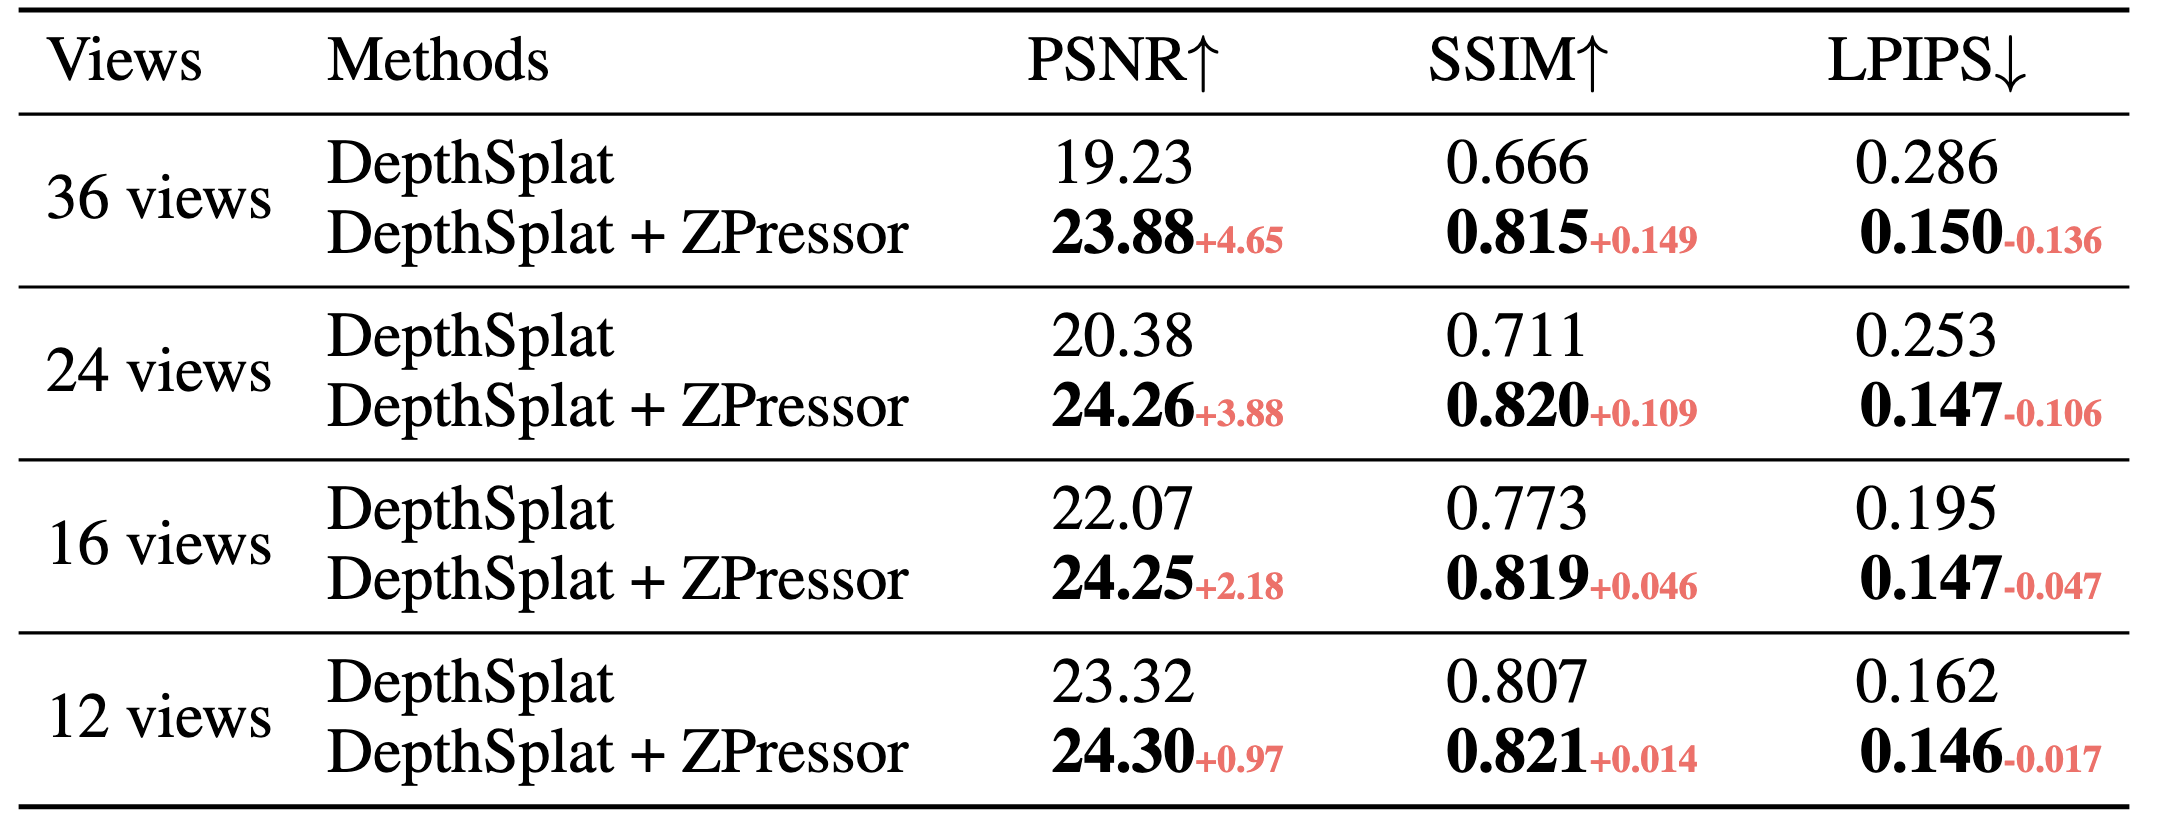 Views Methods PSNR↑ SSIM↑ LPIPS↓
36 views
DepthSplat 19.23 0.666 0.286
DepthSplat + ZPressor 23.88+4.65 0.815+0.149 0.150-0.136
24 views
DepthSplat 20.38 0.711 0.253
DepthSplat + ZPressor 24.26+3.88 0.820+0.109 0.147-0.106
16 views
DepthSplat 22.07 0.773 0.195
DepthSplat + ZPressor 24.25+2.18 0.819+0.046 0.147-0.047
12 views
DepthSplat 23.32 0.807 0.162
DepthSplat + ZPressor 24.30+0.97 0.821+0.014 0.146-0.017